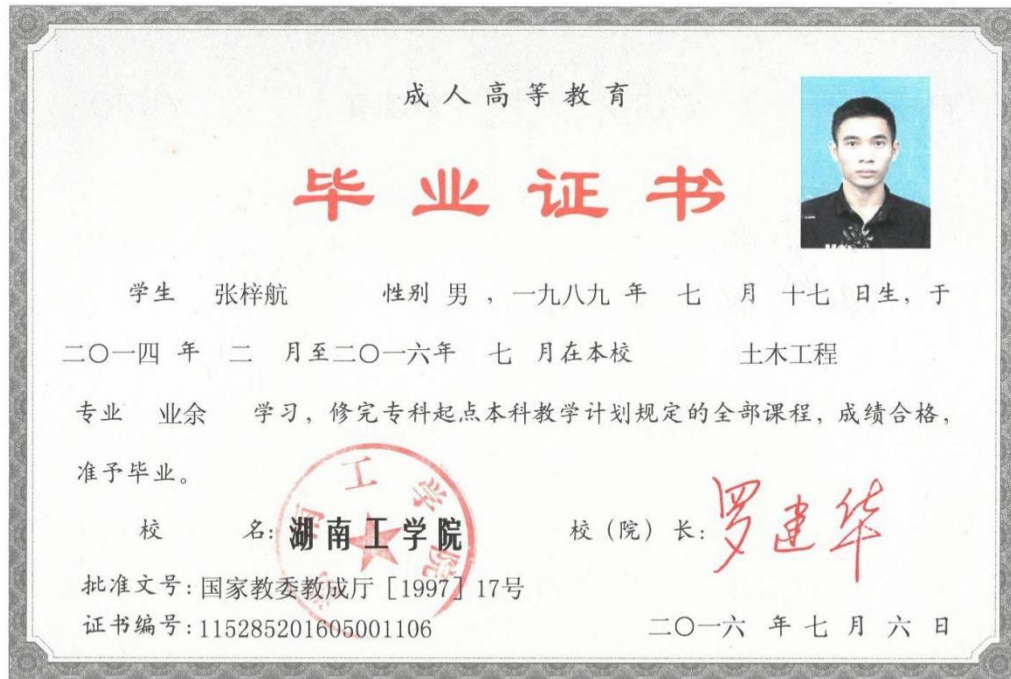 成人高等教育
毕业证书
学生 张梓航 性别 男 ，一九八九 年 七 月 十七 日生，于
二〇一四 年 二 月至二〇一六年 七 月在本校 土木工程
专业 业余 学习，修完专科起点本科教学计划规定的全部课程，成绩合格，
准予毕业。
校 名：湖南工学院
湖南工学院
校（院）长：罗建华
批准文号：国家教委教成厅［1997］17号
证书编号：115285201605001106
二〇一六 年 七 月 六 日